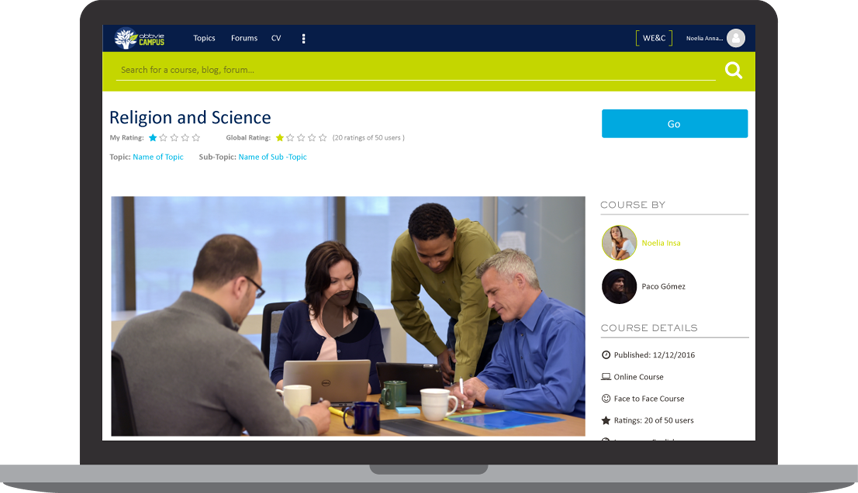 abbvie
CAMPUS
Topics
Forums
CV
WE&C
Noelia Anna...
Search for a course, blog, forum...
Religion and Science
Go
My Rating:
Global Rating:
(20 ratings of 50 users )
Topic: Name of Topic
Sub-Topic: Name of Sub -Topic
COURSE BY
Noelia Insa
Paco Gómez
COURSE DETAILS
Published: 12/12/2016
Online Course
Face to Face Course
Ratings: 20 of 50 users